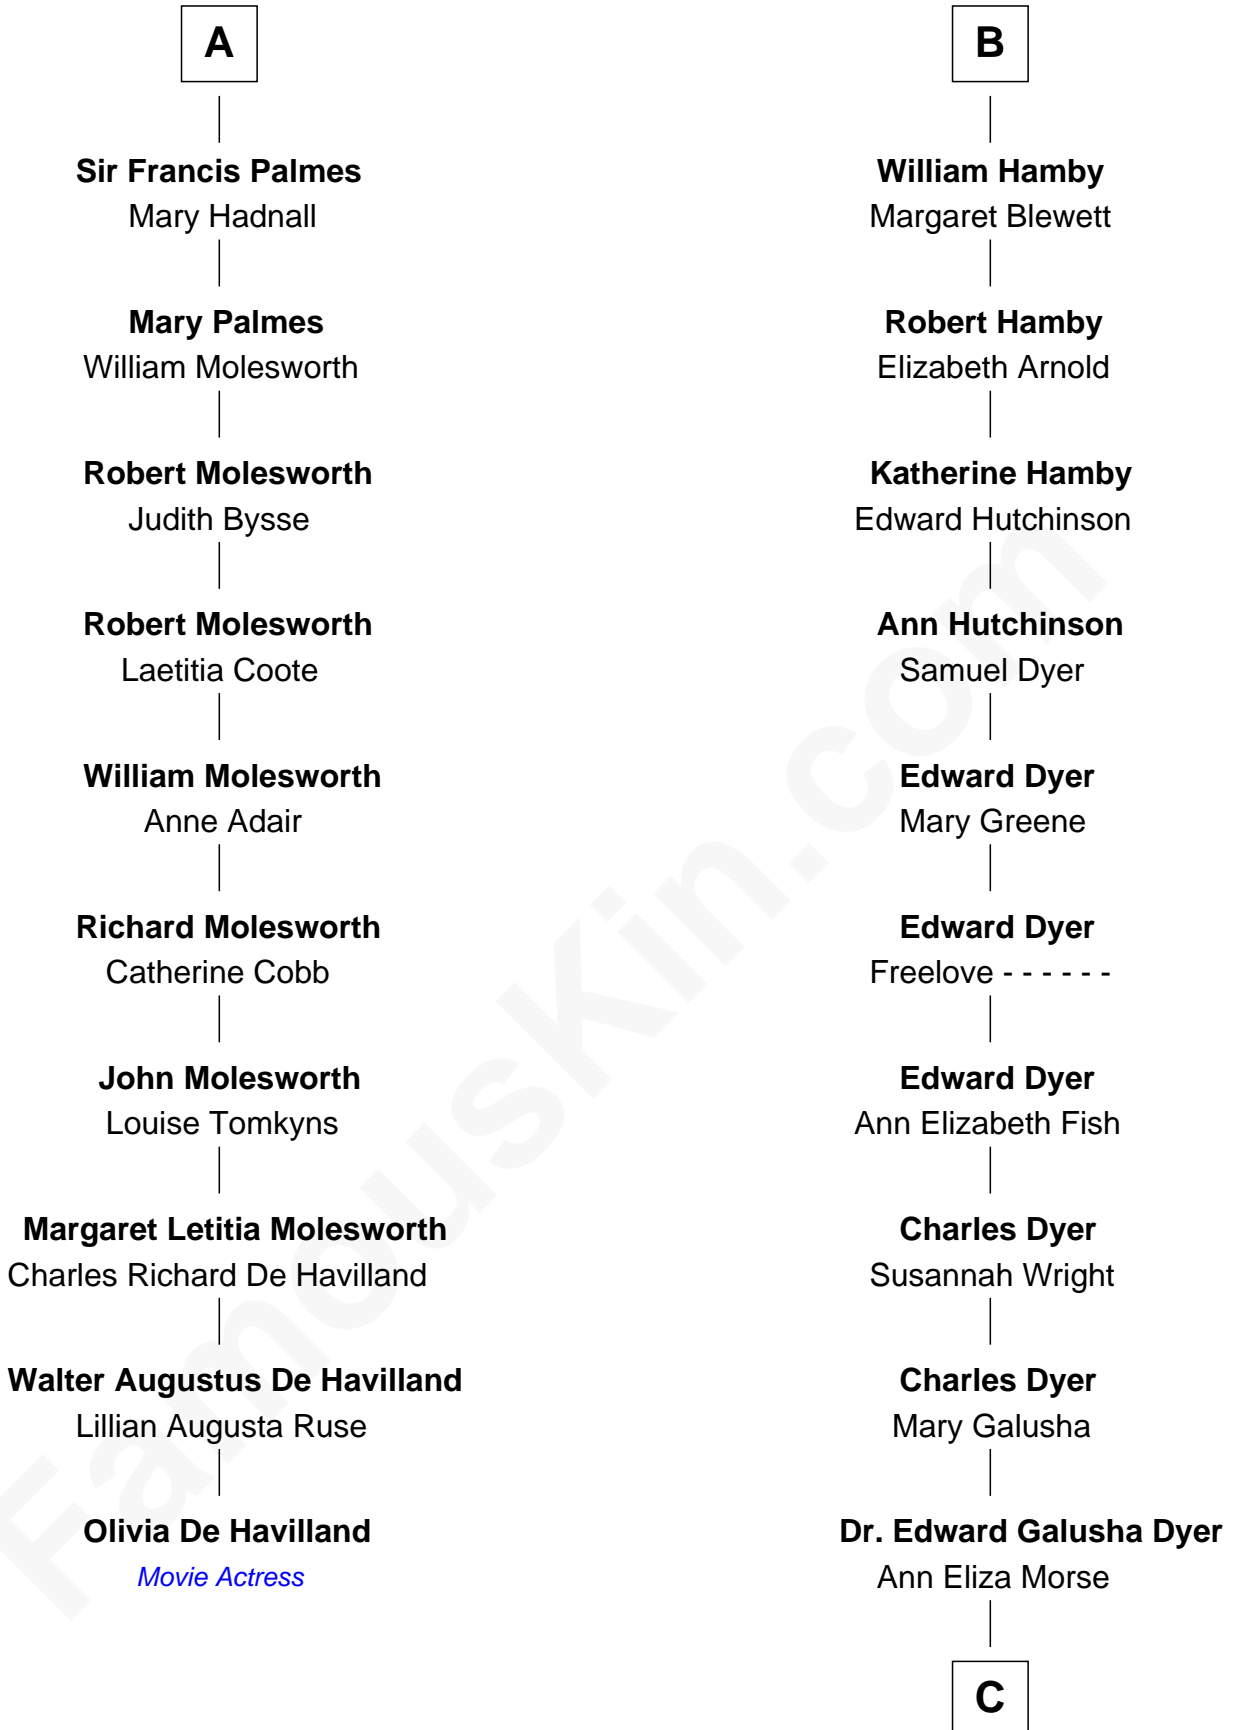 A
Sir Francis Palmes
Mary Hadnall
Mary Palmes
William Molesworth
Robert Molesworth
Judith Bysse
Robert Molesworth
Laetitia Coote
William Molesworth
Anne Adair
Richard Molesworth
Catherine Cobb
John Molesworth
Louise Tomkyns
Margaret Letitia Molesworth
Charles Richard De Havilland
Walter Augustus De Havilland
Lillian Augusta Ruse
Olivia De Havilland
Movie Actress
B
William Hamby
Margaret Blewett
Robert Hamby
Elizabeth Arnold
Katherine Hamby
Edward Hutchinson
Ann Hutchinson
Samuel Dyer
Edward Dyer
Mary Greene
Edward Dyer
Freelove - - - - - -
Edward Dyer
Ann Elizabeth Fish
Charles Dyer
Susannah Wright
Charles Dyer
Mary Galusha
Dr. Edward Galusha Dyer
Ann Eliza Morse
C
FamousKin.com